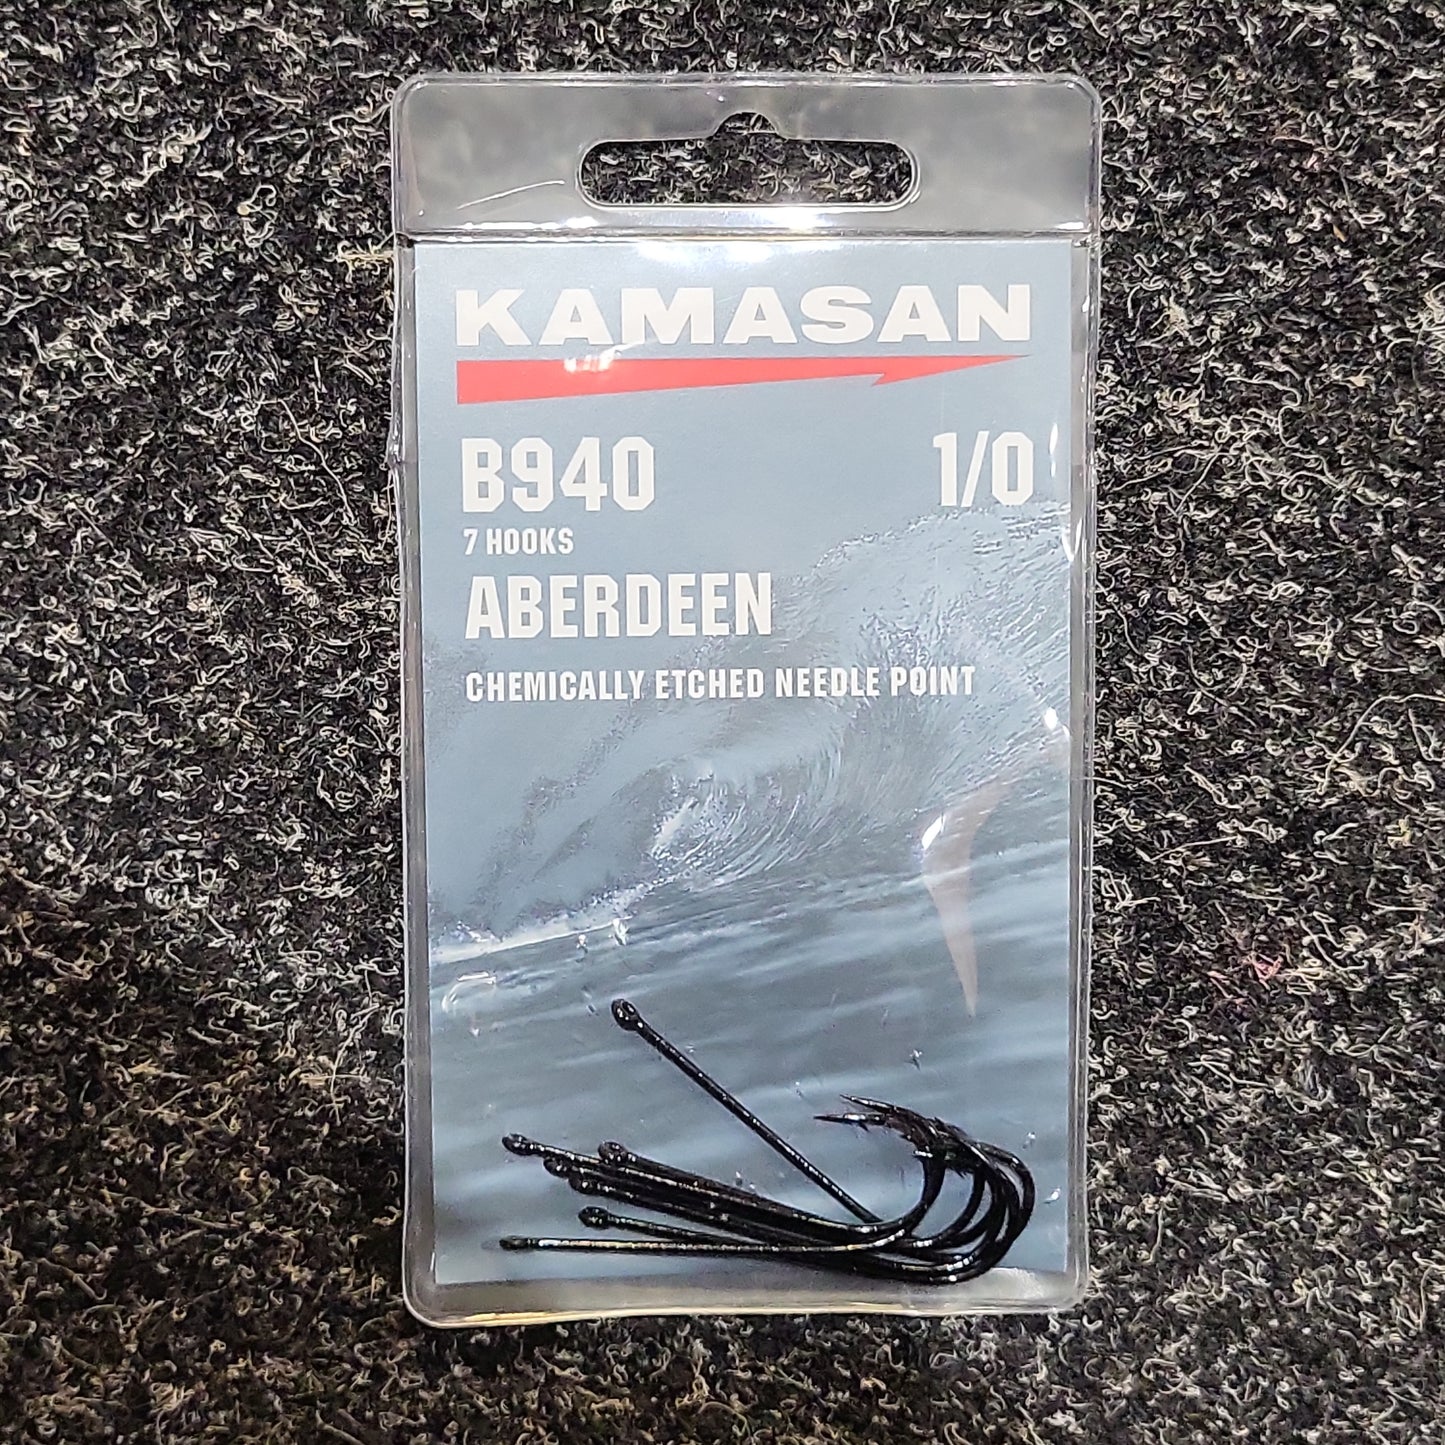 KAMASAN
B940 1/0
7 HOOKS
ABERDEEN
CHEMICALLY ETCHED NEEDLE POINT